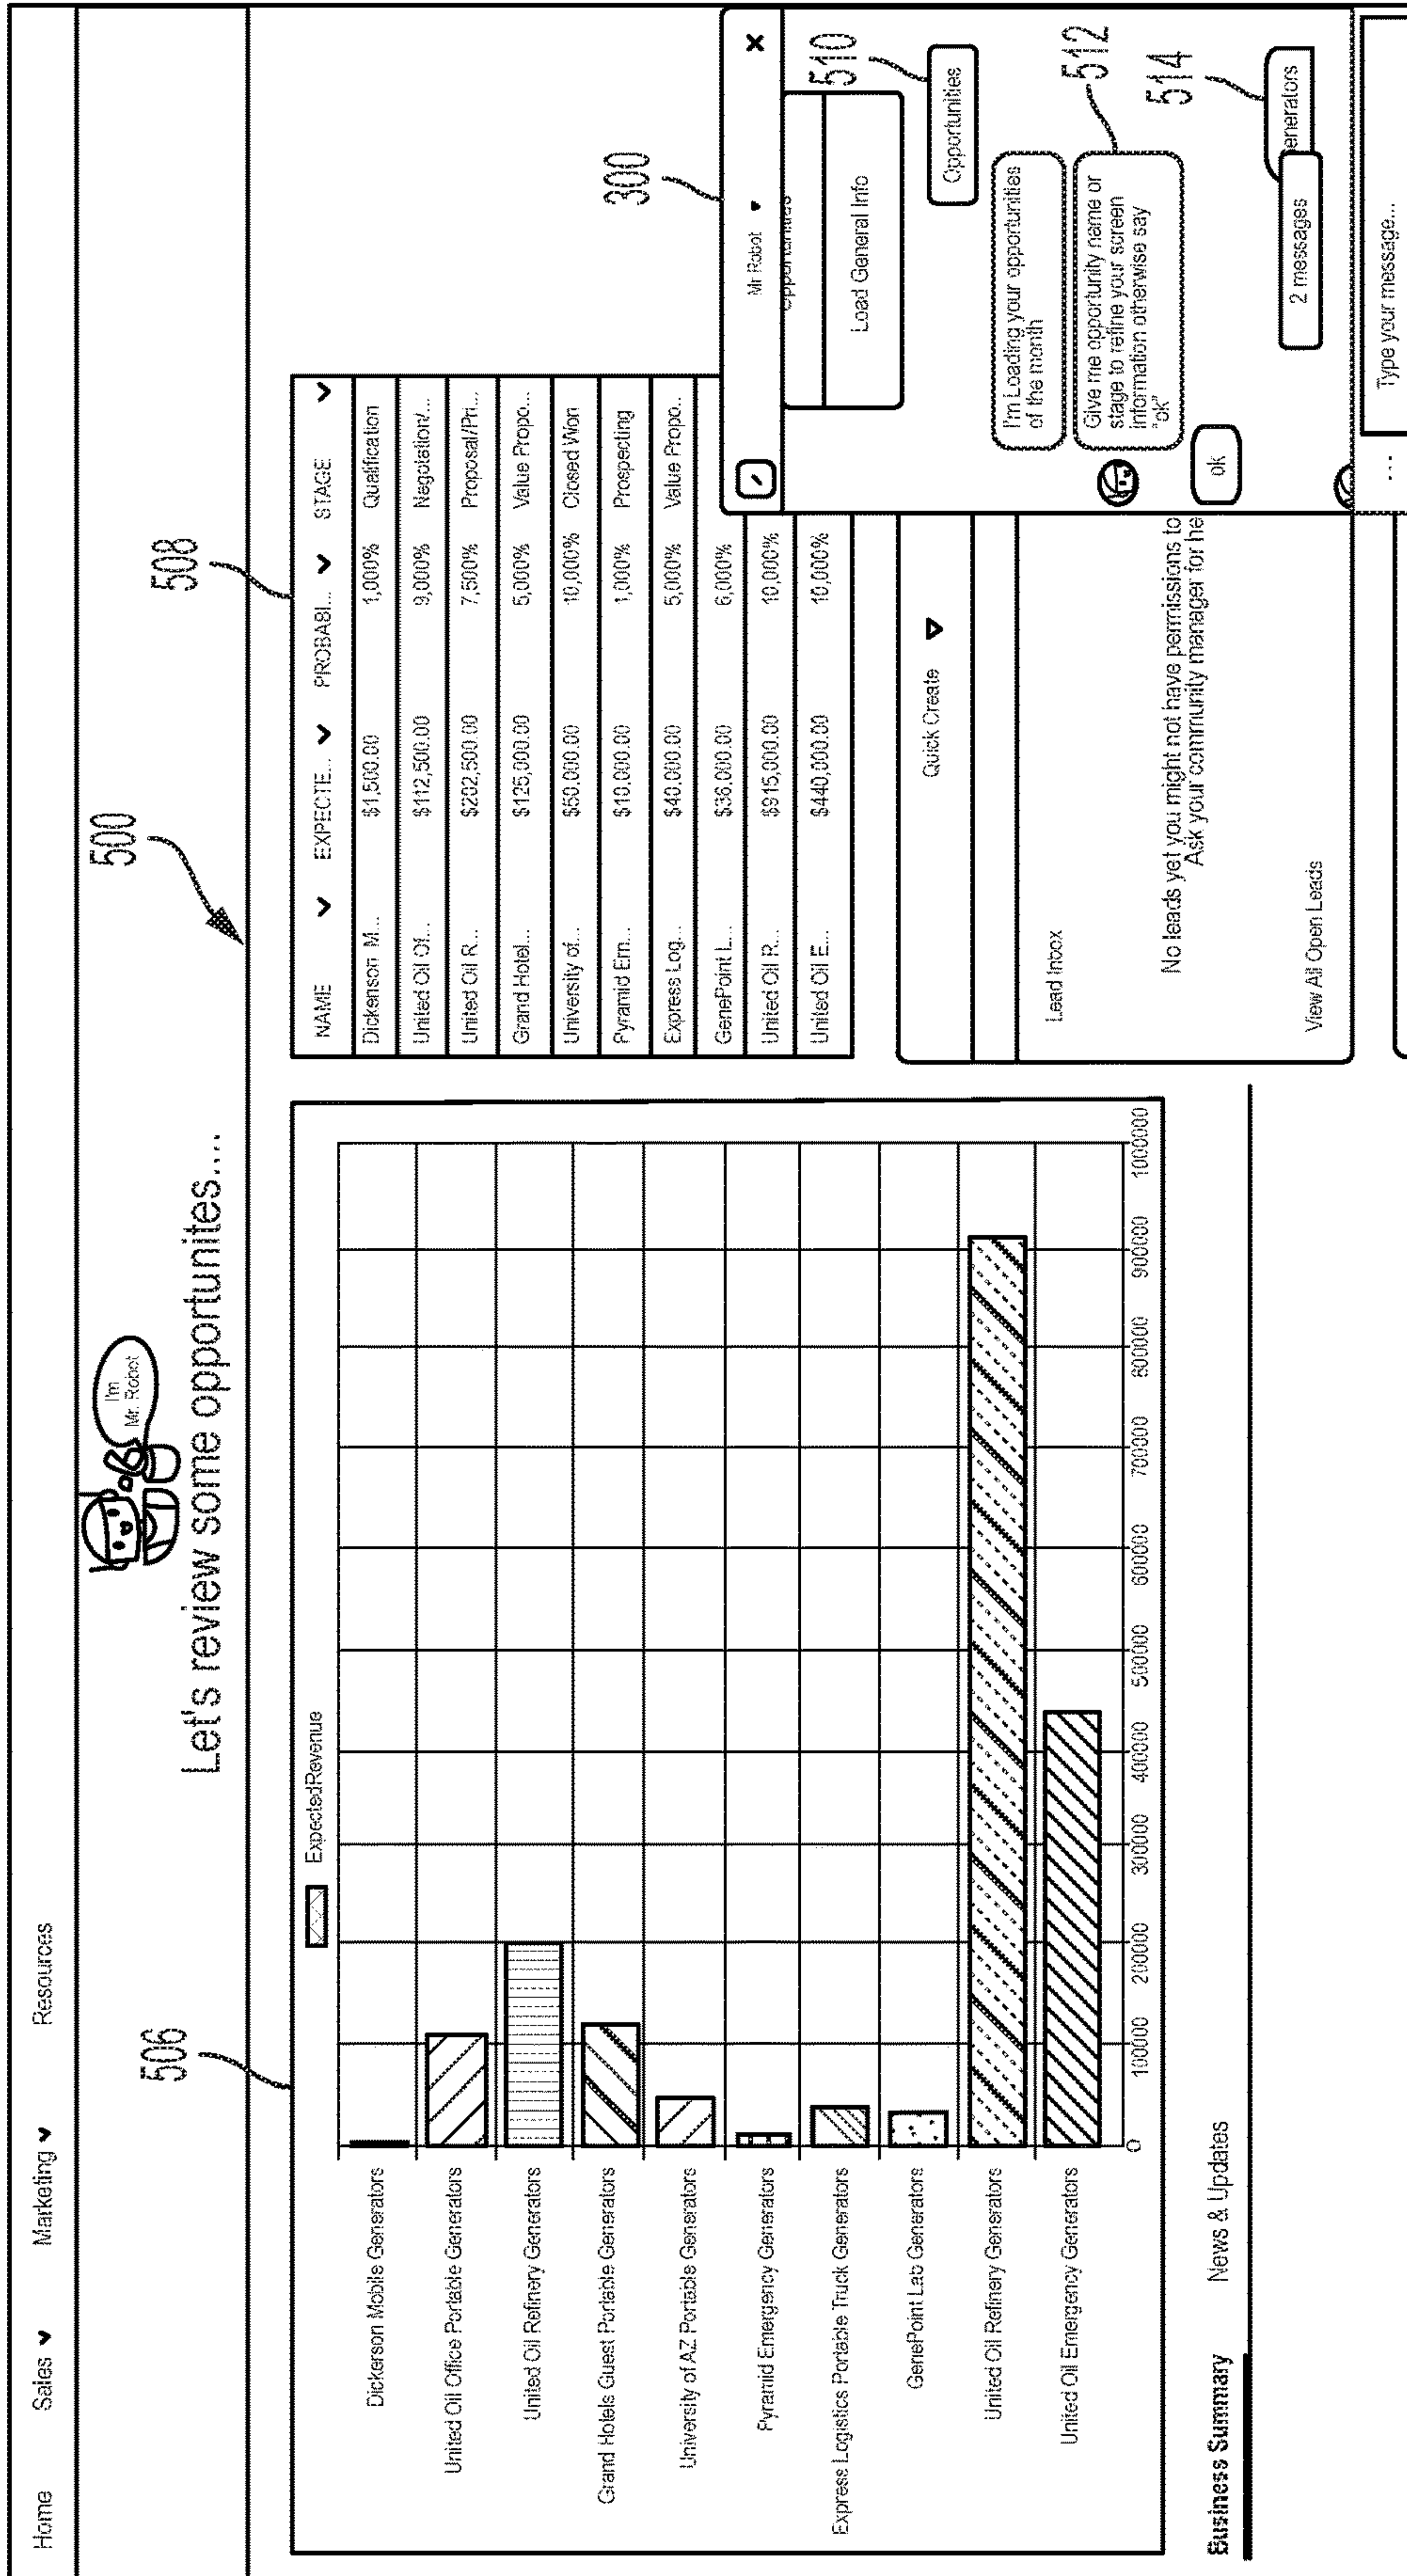 Home Sales Marketing Resources
I'm
Mr. Robot
Let's review some opportunites....
500
506
ExpectedRevenue
Dickerson Mobile Generators
United Oil Office Portable Generators
United Oil Refinery Generators
Grand Hotels Guest Portable Generators
University of AZ Portable Generators
Pyramid Emergency Generators
Express Logistics Portable Truck Generators
GenePoint Lab Generators
United Oil Refinery Generators
United Oil Emergency Generators
0 100000 200000 300000 400000 500000 600000 700000 800000 900000 1000000
Business Summary News & Updates
508
NAME EXPECTE... PROBABI... STAGE
Dickenson M... $1,500.00 1,000% Qualification
United Oil Of... $112,500.00 9,000% Negotation/...
United Oil R... $202,500.00 7,500% Proposal/Pri...
Grand Hotel... $125,000.00 5,000% Value Propo...
University of... $50,000.00 10,000% Closed Won
Pyramid Em... $10,000.00 1,000% Prospecting
Express Log... $40,000.00 5,000% Value Propo..
GenePoint L... $36,000.00 6,000%
United Oil R... $915,000.00 10,000%
United Oil E... $440,000.00 10,000%
Quick Create
Lead Inbox
No leads yet you might not have permissions to
Ask your community manager for he
View All Open Leads
300
Mr Robot x
opportunities
Load General Info
510
Opportunities
I'm Loading your opportunities
of the month
512
Give me opportunity name or
stage to refine your screen
information otherwise say
"ok"
ok
514
enerators
2 messages
... Type your message...